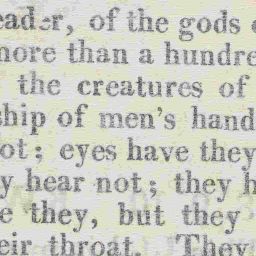 eader, of the gods
more than a hundre
the creatures of
ship of men's hand
ot; eyes have they
y hear not; they h
e they, but they
eir throat. They